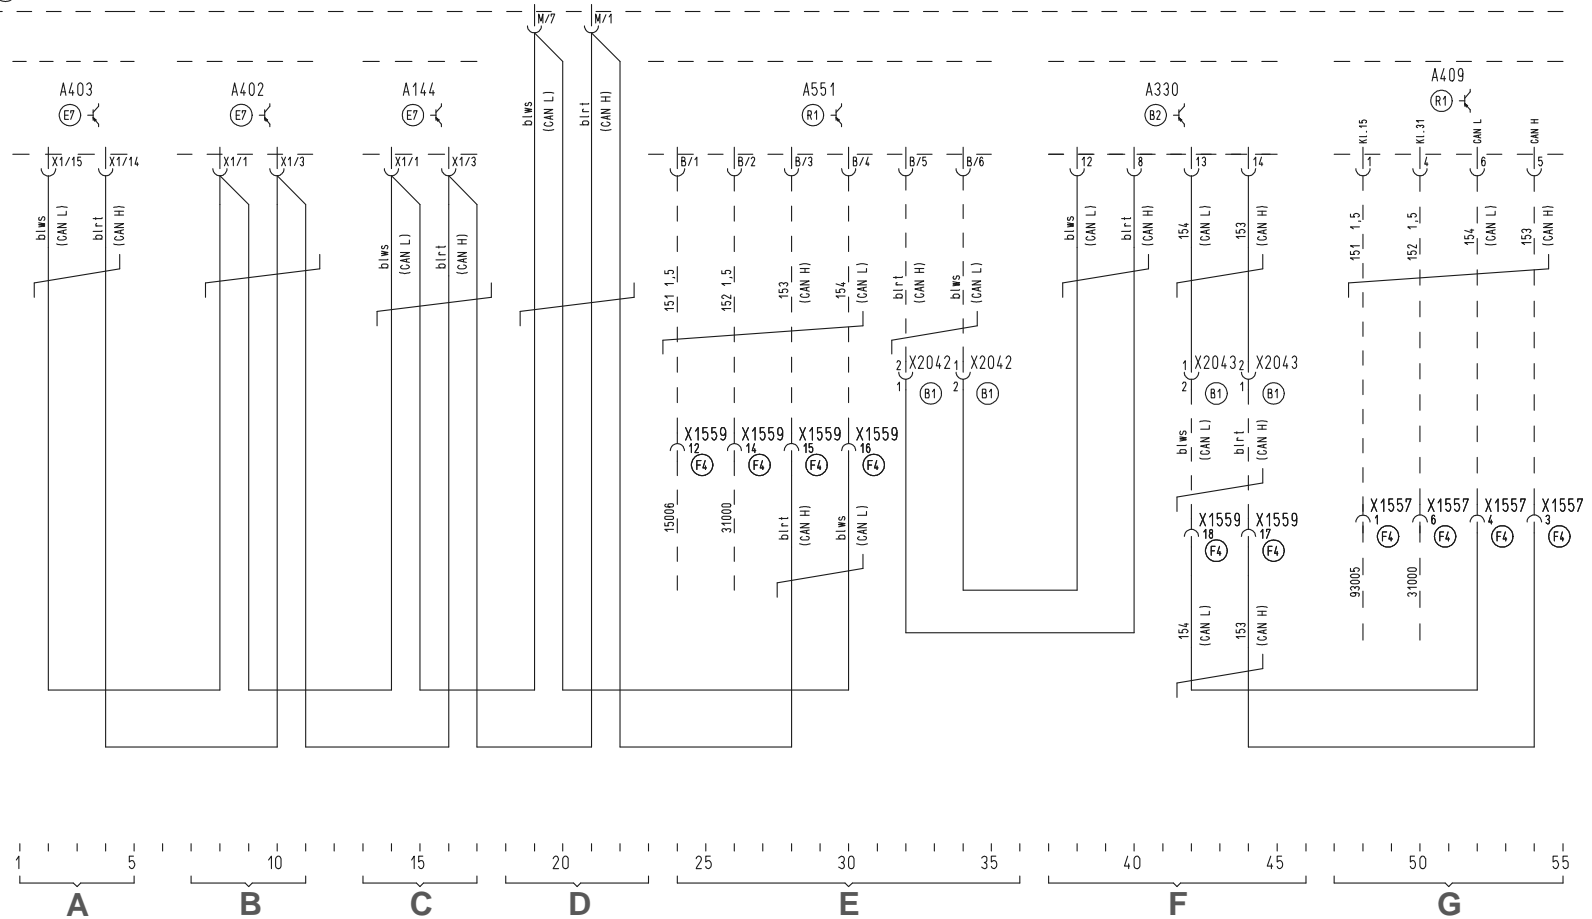 M/7 M/1
A403 A402 A144 A551 A330 A409
E7 E7 E7 R1 B2 R1
Kl.15 Kl.31 CAN L CAN H
X1/15 X1/14 X1/1 X1/3 X1/1 X1/3 B/1 B/2 B/3 B/4 B/5 B/6 12 8 13 14 1 4 6 5
blws (CAN L) blrt (CAN H)
blws (CAN L) blrt (CAN H)
blws (CAN L) blrt (CAN H)
151 1,5 152 1,5 153 (CAN H) 154 (CAN L) blrt (CAN H) blws (CAN L)
blws (CAN L) blrt (CAN H) 154 (CAN L) 153 (CAN H)
151 1,5 152 1,5 154 (CAN L) 153 (CAN H)
2 X2042 1 X2042 1 X2043 2 X2043
1 B1 2 B1 2 B1 1 B1
blws (CAN L) blrt (CAN H)
X1559 X1559 X1559 X1559
12 14 15 16
F4 F4 F4 F4
15006 31000 blrt (CAN H) blws (CAN L)
X1559 X1559
18 17
F4 F4
X1557 X1557 X1557 X1557
1 6 4 3
F4 F4 F4 F4
93005 31000
154 (CAN L) 153 (CAN H)
1 5 10 15 20 25 30 35 40 45 50 55
A B C D E F G